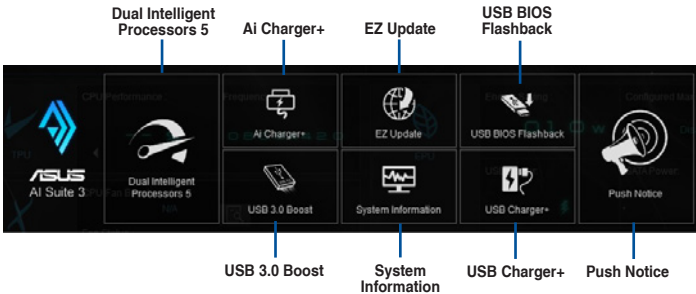 Dual Intelligent
Processors 5
Ai Charger+
EZ Update
USB BIOS
Flashback
ASUS
AI Suite 3
Dual Intelligent
Processors 5
Ai Charger+
EZ Update
USB BIOS Flashback
USB 3.0 Boost
System Information
USB Charger+
Push Notice
USB 3.0 Boost
System
Information
USB Charger+
Push Notice